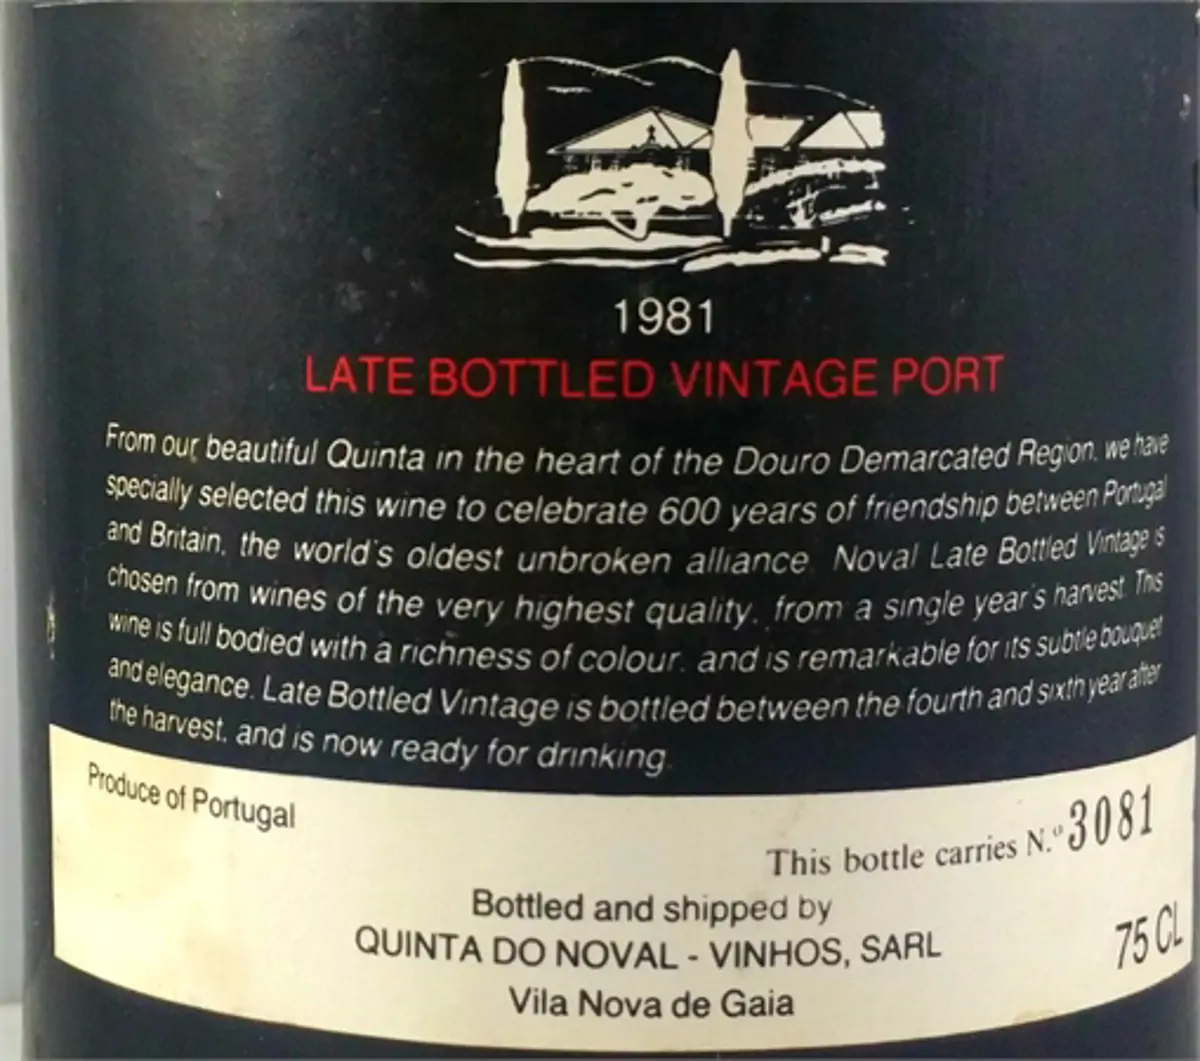 1981
LATE BOTTLED VINTAGE PORT
From our beautiful Quinta in the heart of the Douro Demarcated Region, we have
specially selected this wine to celebrate 600 years of friendship between Portugal
and Britain, the world's oldest unbroken alliance. Noval Late Bottled Vintage is
chosen from wines of the very highest quality, from a single year's harvest. This
wine is full bodied with a richness of colour, and is remarkable for its subtle bouquet
and elegance. Late Bottled Vintage is bottled between the fourth and sixth year after
the harvest, and is now ready for drinking.
Produce of Portugal
This bottle carries N.º 3081
Bottled and shipped by
QUINTA DO NOVAL - VINHOS, SARL
75 CL
Vila Nova de Gaia